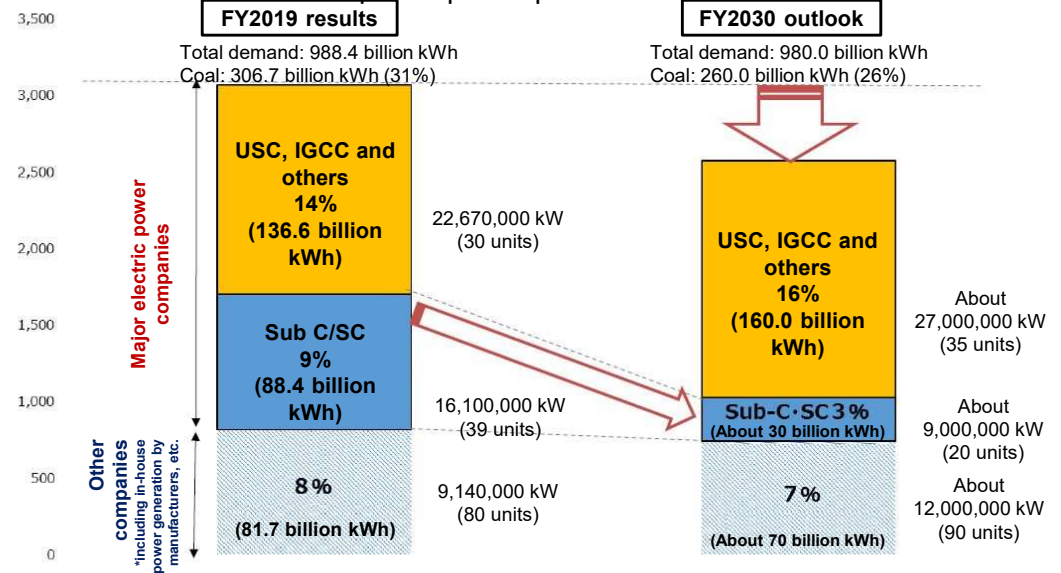 FY2019 results
FY2030 outlook
Total demand: 988.4 billion kWh
Coal: 306.7 billion kWh (31%)
Total demand: 980.0 billion kWh
Coal: 260.0 billion kWh (26%)
3,500
3,000
2,500
2,000
1,500
1,000
500
0
Major electric power
companies
Other
companies
*including in-house
power generation by
manufacturers, etc.
USC, IGCC and
others
14%
(136.6 billion
kWh)
22,670,000 kW
(30 units)
Sub C/SC
9%
(88.4 billion
kWh)
16,100,000 kW
(39 units)
8%
(81.7 billion kWh)
9,140,000 kW
(80 units)
USC, IGCC and
others
16%
(160.0 billion
kWh)
About
27,000,000 kW
(35 units)
Sub-C・SC3%
(About 30 billion kWh)
About
9,000,000 kW
(20 units)
7%
(About 70 billion kWh)
About
12,000,000 kW
(90 units)